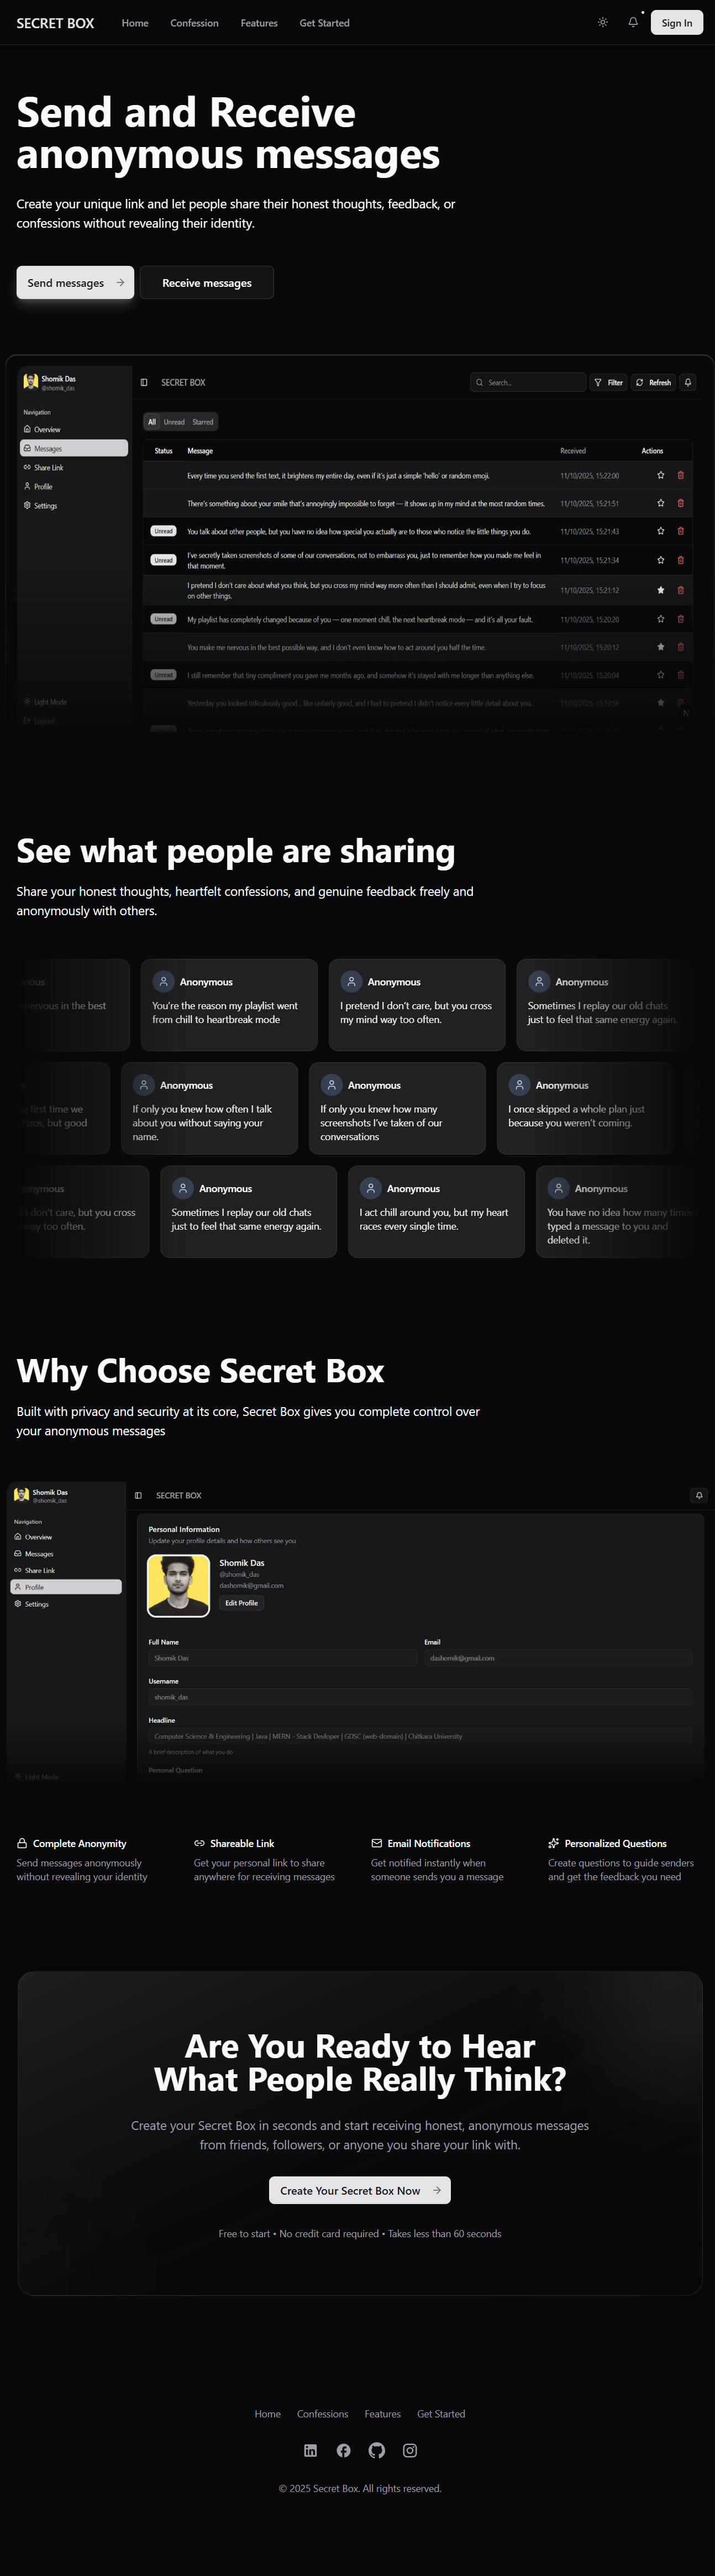 SECRET BOX
Home Confession Features Get Started
Sign In
Send and Receive
anonymous messages
Create your unique link and let people share their honest thoughts, feedback, or
confessions without revealing their identity.
Send messages
Receive messages
Shomik Das
@shomik_das
SECRET BOX
Search...
Filter
Refresh
Navigation
Overview
Messages
Share Link
Profile
Settings
Light Mode
Logout
All Unread Starred
Status Message Received Actions
Every time you send the first text, it brightens my entire day, even if it's just a simple 'hello' or random emoji. 11/10/2025, 15:22:00
There's something about your smile that's annoyingly impossible to forget — it shows up in my mind at the most random times. 11/10/2025, 15:21:51
Unread You talk about other people, but you have no idea how special you actually are to those who notice the little things you do. 11/10/2025, 15:21:43
Unread I've secretly taken screenshots of some of our conversations, not to embarrass you, just to remember how you made me feel in
that moment. 11/10/2025, 15:21:34
I pretend I don't care about what you think, but you cross my mind way more often than I should admit, even when I try to focus
on other things. 11/10/2025, 15:21:12
Unread My playlist has completely changed because of you — one moment chill, the next heartbreak mode — and it's all your fault. 11/10/2025, 15:20:20
You make me nervous in the best possible way, and I don't even know how to act around you half the time. 11/10/2025, 15:20:12
Unread I still remember that tiny compliment you gave me months ago, and somehow it's stayed with me longer than anything else. 11/10/2025, 15:20:04
Yesterday you looked ridiculously good... like unfairly good, and I had to pretend I didn't notice every little detail about you. 11/10/2025, 15:19:56
See what people are sharing
Share your honest thoughts, heartfelt confessions, and genuine feedback freely and
anonymously with others.
nervous in the best
Anonymous
You're the reason my playlist went
from chill to heartbreak mode
Anonymous
I pretend I don't care, but you cross
my mind way too often.
Anonymous
Sometimes I replay our old chats
just to feel that same energy again.
first time we
but good
Anonymous
If only you knew how often I talk
about you without saying your
name.
Anonymous
If only you knew how many
screenshots I've taken of our
conversations
Anonymous
I once skipped a whole plan just
because you weren't coming.
don't care, but you cross
way too often.
Anonymous
Sometimes I replay our old chats
just to feel that same energy again.
Anonymous
I act chill around you, but my heart
races every single time.
Anonymous
You have no idea how many times
typed a message to you and
deleted it.
Why Choose Secret Box
Built with privacy and security at its core, Secret Box gives you complete control over
your anonymous messages
Shomik Das
@shomik_das
SECRET BOX
Navigation
Overview
Messages
Share Link
Profile
Settings
Light Mode
Personal Information
Update your profile details and how others see you
Shomik Das
@shomik_das
dashomik@gmail.com
Edit Profile
Full Name Email
Shomik Das dashomik@gmail.com
Username
shomik_das
Headline
Computer Science & Engineering | Java | MERN - Stack Devloper | GDSC (web-domain) | Chitkara University
A brief description of what you do
Personal Question
Complete Anonymity
Send messages anonymously
without revealing your identity
Shareable Link
Get your personal link to share
anywhere for receiving messages
Email Notifications
Get notified instantly when
someone sends you a message
Personalized Questions
Create questions to guide senders
and get the feedback you need
Are You Ready to Hear
What People Really Think?
Create your Secret Box in seconds and start receiving honest, anonymous messages
from friends, followers, or anyone you share your link with.
Create Your Secret Box Now
Free to start • No credit card required • Takes less than 60 seconds
Home Confessions Features Get Started
© 2025 Secret Box. All rights reserved.